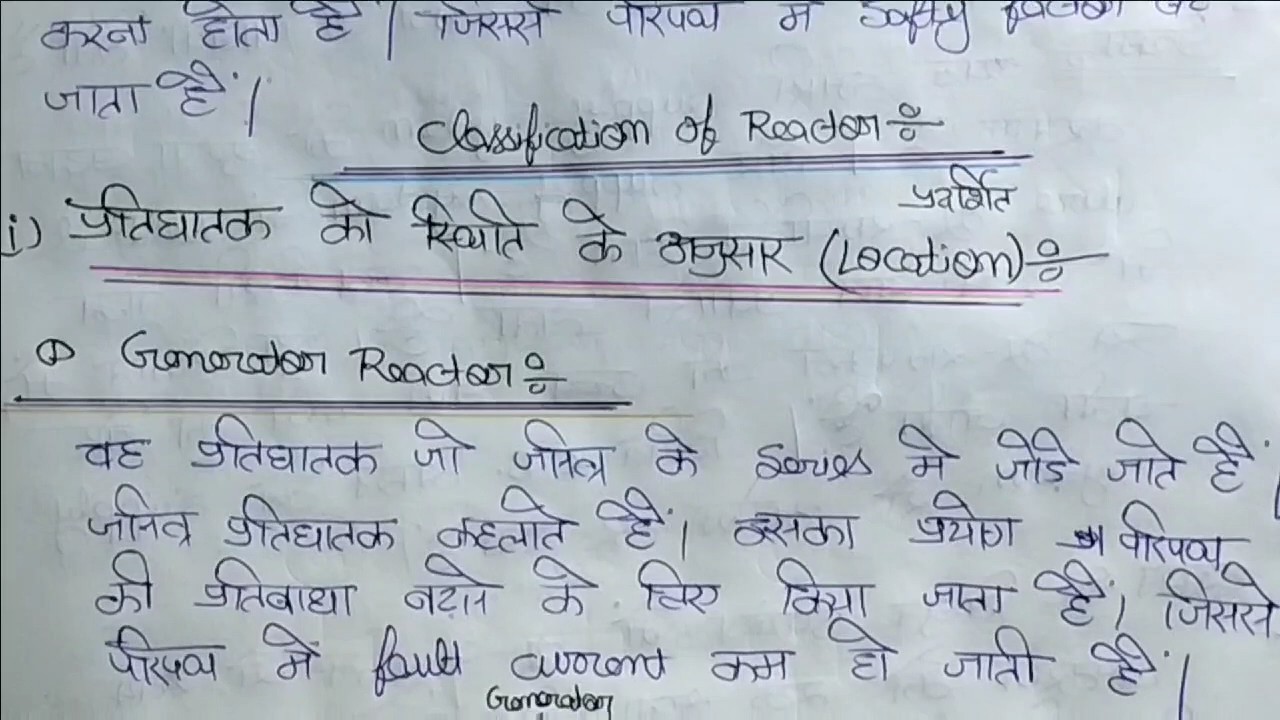 करना होता है | जिससे परिपथ में Safty
जाता हैं |
Classification of Reactor÷
प्रदर्शित
i) प्रतिघातक को स्थिति के अनुसार (Location)÷
① Generator Reactor÷
वह प्रतिघातक जो जनित्र के Series मे जोड़े जाते हैं |
जनित्र प्रतिघातक कहलाते हैं | इसका प्रयोग परिपथ
की प्रतिबाधा बढ़ाने के लिए किया जाता हैं | जिससे
परिपथ में fault current कम हो जाती हैं |
Generator